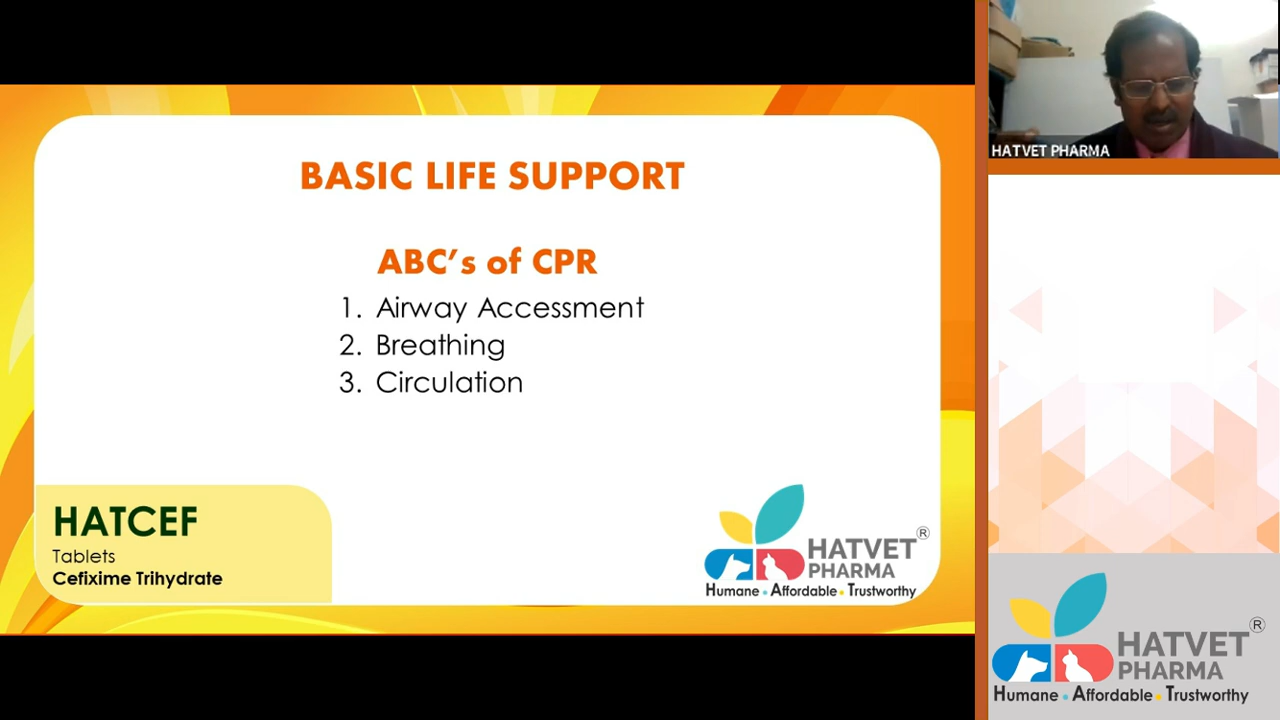 BASIC LIFE SUPPORT
ABC’s of CPR
1. Airway Accessment
2. Breathing
3. Circulation
HATCEF
Tablets
Cefixime Trihydrate
HATVET ®
PHARMA
Humane • Affordable • Trustworthy
HATVET PHARMA
HATVET ®
PHARMA
Humane • Affordable • Trustworthy